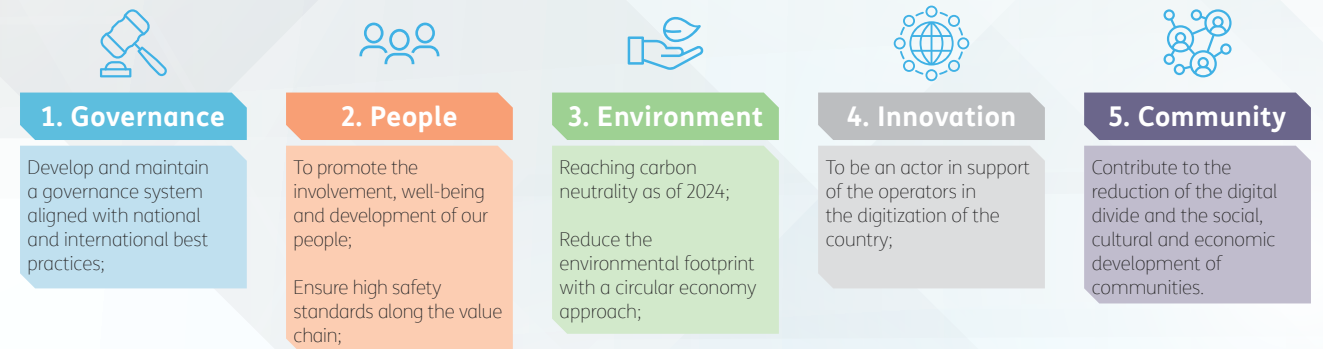 1. Governance
Develop and maintain
a governance system
aligned with national
and international best
practices;
2. People
To promote the
involvement, well-being
and development of our
people;
Ensure high safety
standards along the value
chain;
3. Environment
Reaching carbon
neutrality as of 2024;
Reduce the
environmental footprint
with a circular economy
approach;
4. Innovation
To be an actor in support
of the operators in
the digitization of the
country;
5. Community
Contribute to the
reduction of the digital
divide and the social,
cultural and economic
development of
communities.